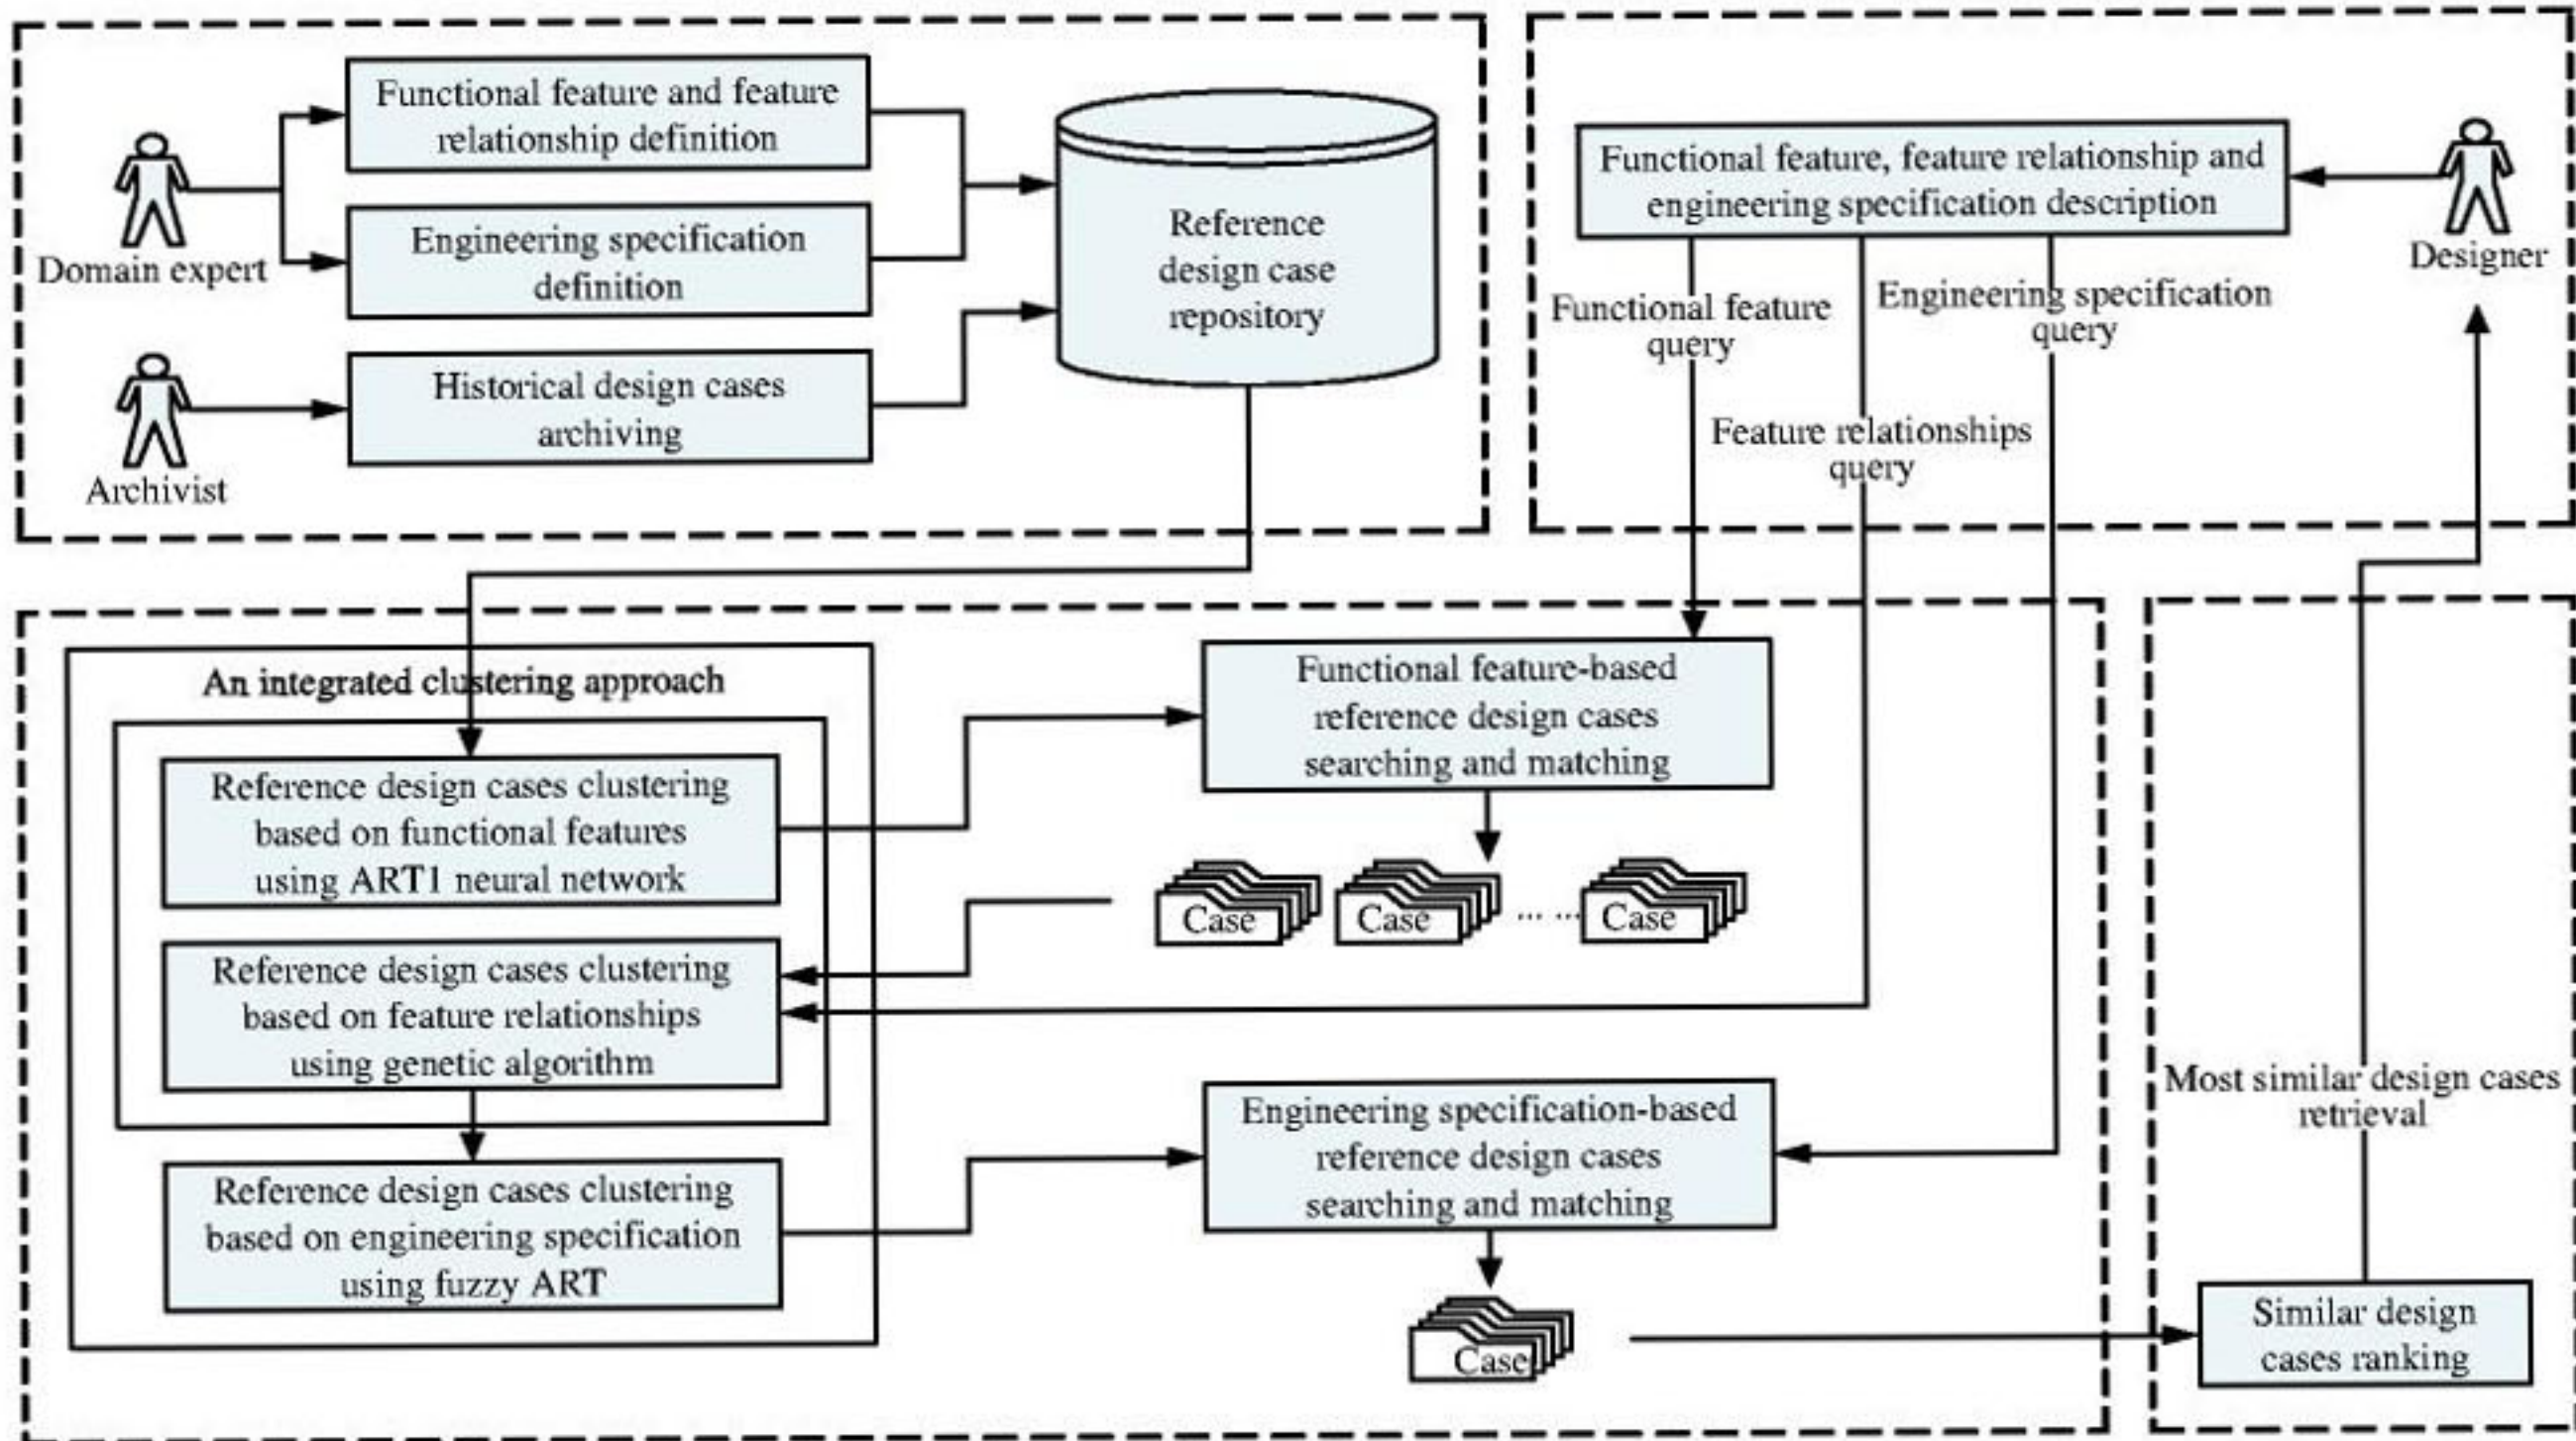 Functional feature and feature
relationship definition
Domain expert
Engineering specification
definition
Historical design cases
archiving
Archivist
Reference
design case
repository
Functional feature, feature relationship and
engineering specification description
Designer
Functional feature
query
Engineering specification
query
Feature relationships
query
An integrated clustering approach
Reference design cases clustering
based on functional features
using ART1 neural network
Reference design cases clustering
based on feature relationships
using genetic algorithm
Reference design cases clustering
based on engineering specification
using fuzzy ART
Functional feature-based
reference design cases
searching and matching
Case
Case
... ...
Case
Engineering specification-based
reference design cases
searching and matching
Case
Most similar design cases
retrieval
Similar design
cases ranking